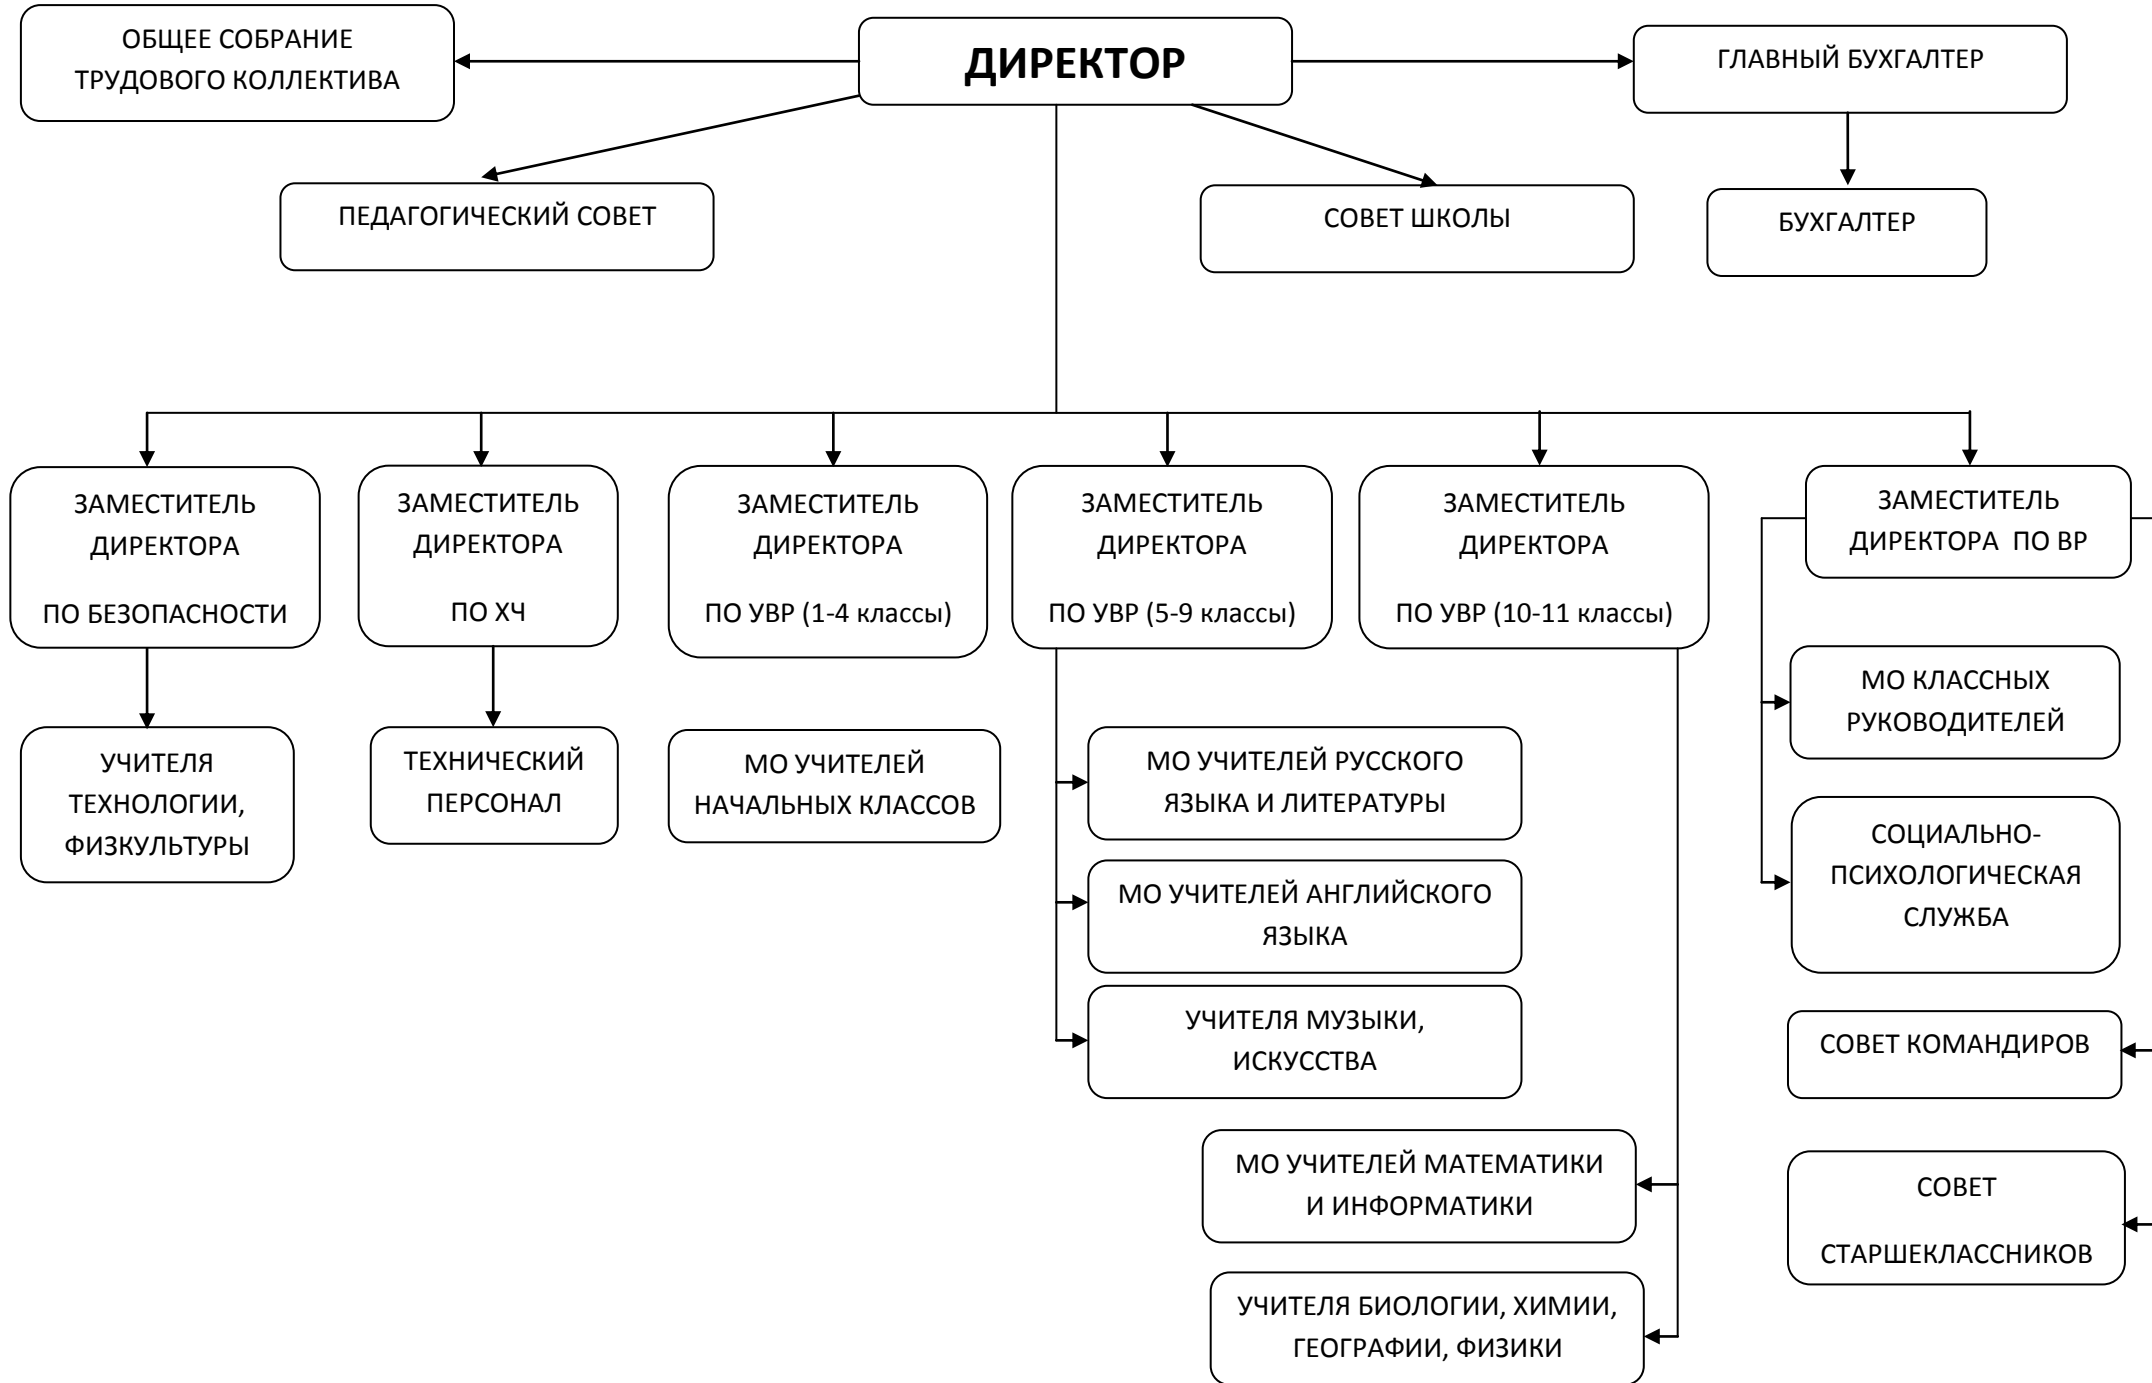 ОБЩЕЕ СОБРАНИЕ
ТРУДОВОГО КОЛЛЕКТИВА
ДИРЕКТОР
ГЛАВНЫЙ БУХГАЛТЕР
ПЕДАГОГИЧЕСКИЙ СОВЕТ
СОВЕТ ШКОЛЫ
БУХГАЛТЕР
ЗАМЕСТИТЕЛЬ
ДИРЕКТОРА
ПО БЕЗОПАСНОСТИ
ЗАМЕСТИТЕЛЬ
ДИРЕКТОРА
ПО ХЧ
ЗАМЕСТИТЕЛЬ
ДИРЕКТОРА
ПО УВР (1-4 классы)
ЗАМЕСТИТЕЛЬ
ДИРЕКТОРА
ПО УВР (5-9 классы)
ЗАМЕСТИТЕЛЬ
ДИРЕКТОРА
ПО УВР (10-11 классы)
ЗАМЕСТИТЕЛЬ
ДИРЕКТОРА ПО ВР
УЧИТЕЛЯ
ТЕХНОЛОГИИ,
ФИЗКУЛЬТУРЫ
ТЕХНИЧЕСКИЙ
ПЕРСОНАЛ
МО УЧИТЕЛЕЙ
НАЧАЛЬНЫХ КЛАССОВ
МО УЧИТЕЛЕЙ РУССКОГО
ЯЗЫКА И ЛИТЕРАТУРЫ
МО УЧИТЕЛЕЙ АНГЛИЙСКОГО
ЯЗЫКА
УЧИТЕЛЯ МУЗЫКИ,
ИСКУССТВА
МО УЧИТЕЛЕЙ МАТЕМАТИКИ
И ИНФОРМАТИКИ
УЧИТЕЛЯ БИОЛОГИИ, ХИМИИ,
ГЕОГРАФИИ, ФИЗИКИ
МО КЛАССНЫХ
РУКОВОДИТЕЛЕЙ
СОЦИАЛЬНО-
ПСИХОЛОГИЧЕСКАЯ
СЛУЖБА
СОВЕТ КОМАНДИРОВ
СОВЕТ
СТАРШЕКЛАССНИКОВ